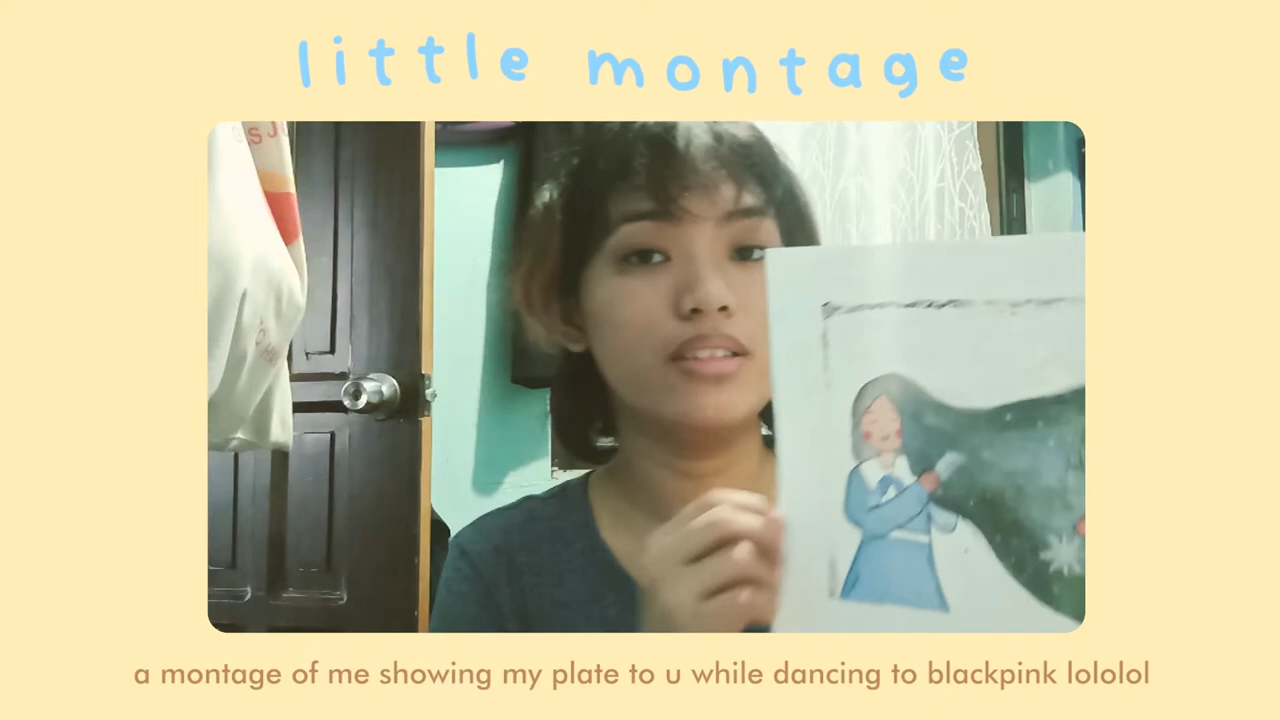 little montage
a montage of me showing my plate to u while dancing to blackpink lololol